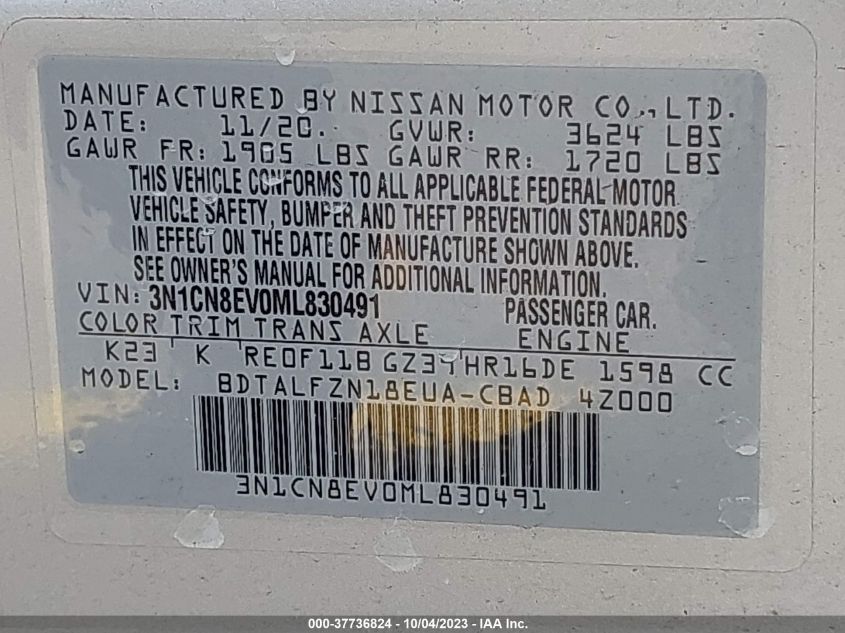 MANUFACTURED BY NISSAN MOTOR CO., LTD.
DATE: 11/20. GVWR: 3624 LBS
GAWR FR: 1905 LBS GAWR RR: 1720 LBS
THIS VEHICLE CONFORMS TO ALL APPLICABLE FEDERAL MOTOR
VEHICLE SAFETY, BUMPER AND THEFT PREVENTION STANDARDS
IN EFFECT ON THE DATE OF MANUFACTURE SHOWN ABOVE.
SEE OWNER'S MANUAL FOR ADDITIONAL INFORMATION.
VIN: 3N1CN8EV0ML830491 PASSENGER CAR.
COLOR TRIM TRANS AXLE ENGINE
K23 K RE0F11B GZ34 HR16DE 1598 CC
MODEL: BDTALFZN18EUA-CBAD 4Z000
3N1CN8EV0ML830491
000-37736824 - 10/04/2023 - IAA Inc.